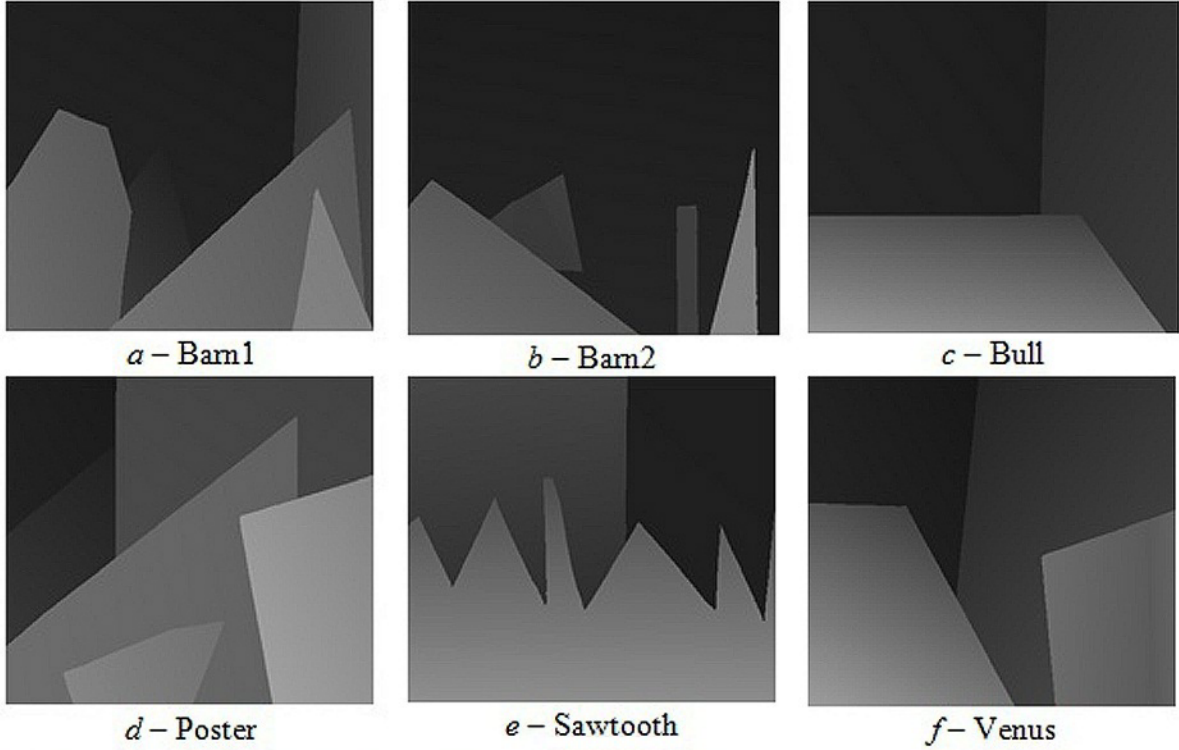 a – Barn1
b – Barn2
c – Bull
d – Poster
e – Sawtooth
f – Venus